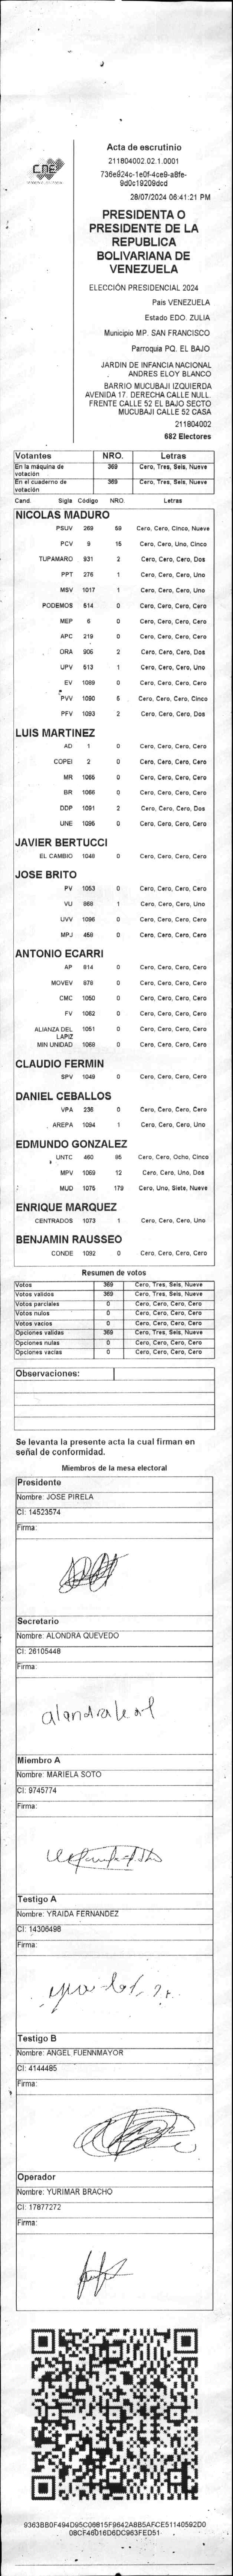 CNE
Acta de escrutinio
211804002.02.1.0001
736e924c-1e0f-4ce9-a8fe-
9d0c19209dcd
28/07/2024 06:41:21 PM
PRESIDENTA O
PRESIDENTE DE LA
REPUBLICA
BOLIVARIANA DE
VENEZUELA
ELECCIÓN PRESIDENCIAL 2024
País VENEZUELA
Estado EDO. ZULIA
Municipio MP. SAN FRANCISCO
Parroquia PQ. EL BAJO
JARDIN DE INFANCIA NACIONAL
ANDRES ELOY BLANCO
BARRIO MUCUBAJI IZQUIERDA
AVENIDA 17. DERECHA CALLE NULL.
FRENTE CALLE 52 EL BAJO SECTO
MUCUBAJI CALLE 52 CASA
211804002
682 Electores
Votantes NRO. Letras
En la máquina de votación 369 Cero, Tres, Seis, Nueve
En el cuaderno de votación 369 Cero, Tres, Seis, Nueve
Cand. Sigla Código NRO. Letras
NICOLAS MADURO
PSUV 269 59 Cero, Cero, Cinco, Nueve
PCV 9 15 Cero, Cero, Uno, Cinco
TUPAMARO 931 2 Cero, Cero, Cero, Dos
PPT 276 1 Cero, Cero, Cero, Uno
MSV 1017 1 Cero, Cero, Cero, Uno
PODEMOS 514 0 Cero, Cero, Cero, Cero
MEP 6 0 Cero, Cero, Cero, Cero
APC 219 0 Cero, Cero, Cero, Cero
ORA 906 2 Cero, Cero, Cero, Dos
UPV 513 1 Cero, Cero, Cero, Uno
EV 1089 0 Cero, Cero, Cero, Cero
PVV 1090 5 Cero, Cero, Cero, Cinco
PFV 1093 2 Cero, Cero, Cero, Dos
LUIS MARTINEZ
AD 1 0 Cero, Cero, Cero, Cero
COPEI 2 0 Cero, Cero, Cero, Cero
MR 1065 0 Cero, Cero, Cero, Cero
BR 1066 0 Cero, Cero, Cero, Cero
DDP 1091 2 Cero, Cero, Cero, Dos
UNE 1095 0 Cero, Cero, Cero, Cero
JAVIER BERTUCCI
EL CAMBIO 1048 0 Cero, Cero, Cero, Cero
JOSE BRITO
PV 1053 0 Cero, Cero, Cero, Cero
VU 868 1 Cero, Cero, Cero, Uno
UVV 1096 0 Cero, Cero, Cero, Cero
MPJ 458 0 Cero, Cero, Cero, Cero
ANTONIO ECARRI
AP 814 0 Cero, Cero, Cero, Cero
MOVEV 878 0 Cero, Cero, Cero, Cero
CMC 1050 0 Cero, Cero, Cero, Cero
FV 1062 0 Cero, Cero, Cero, Cero
ALIANZA DEL LAPIZ 1051 0 Cero, Cero, Cero, Cero
MIN UNIDAD 1068 0 Cero, Cero, Cero, Cero
CLAUDIO FERMIN
SPV 1049 0 Cero, Cero, Cero, Cero
DANIEL CEBALLOS
VPA 236 0 Cero, Cero, Cero, Cero
AREPA 1094 1 Cero, Cero, Cero, Uno
EDMUNDO GONZALEZ
UNTC 460 85 Cero, Cero, Ocho, Cinco
MPV 1069 12 Cero, Cero, Uno, Dos
MUD 1075 179 Cero, Uno, Siete, Nueve
ENRIQUE MARQUEZ
CENTRADOS 1073 1 Cero, Cero, Cero, Uno
BENJAMIN RAUSSEO
CONDE 1092 0 Cero, Cero, Cero, Cero
Resumen de votos
Votos 369 Cero, Tres, Seis, Nueve
Votos validos 369 Cero, Tres, Seis, Nueve
Votos parciales 0 Cero, Cero, Cero, Cero
Votos nulos 0 Cero, Cero, Cero, Cero
Votos vacios 0 Cero, Cero, Cero, Cero
Opciones validas 369 Cero, Tres, Seis, Nueve
Opciones nulas 0 Cero, Cero, Cero, Cero
Opciones vacias 0 Cero, Cero, Cero, Cero
Observaciones:
Se levanta la presente acta la cual firman en
señal de conformidad.
Miembros de la mesa electoral
Presidente
Nombre: JOSE PIRELA
CI: 14523574
Firma:
Secretario
Nombre: ALONDRA QUEVEDO
CI: 26105448
Firma:
Miembro A
Nombre: MARIELA SOTO
CI: 9745774
Firma:
Testigo A
Nombre: YRAIDA FERNANDEZ
CI: 14306498
Firma:
Testigo B
Nombre: ANGEL FUENNMAYOR
CI: 4144485
Firma:
Operador
Nombre: YURIMAR BRACHO
CI: 17877272
Firma:
9363BB0F494D95C06815F9642A8B5AFCE51140592D0
08CF46D16D6DC963FED51